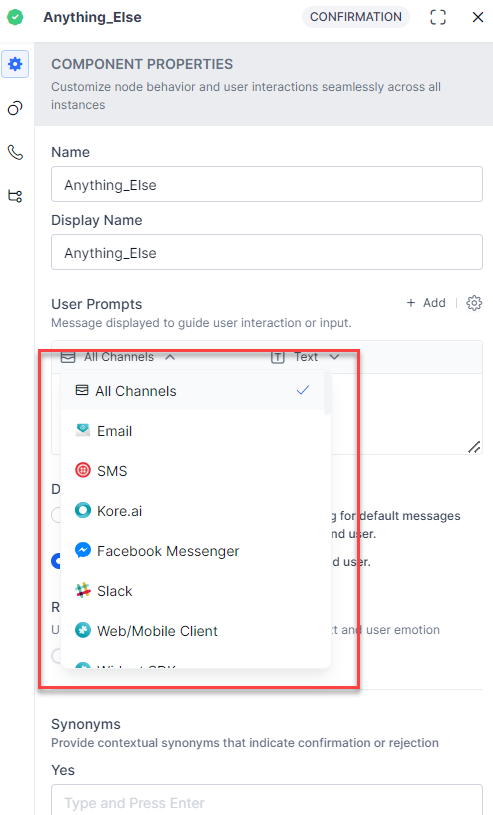 Anything_Else
CONFIRMATION
COMPONENT PROPERTIES
Customize node behavior and user interactions seamlessly across all
instances
Name
Anything_Else
Display Name
Anything_Else
User Prompts
+ Add
Message displayed to guide user interaction or input.
All Channels
Text
All Channels
Email
SMS
Kore.ai
Facebook Messenger
Slack
Web/Mobile Client
D
g for default messages
nd user.
d user.
R
U
t and user emotion
Synonyms
Provide contextual synonyms that indicate confirmation or rejection
Yes
Type and Press Enter